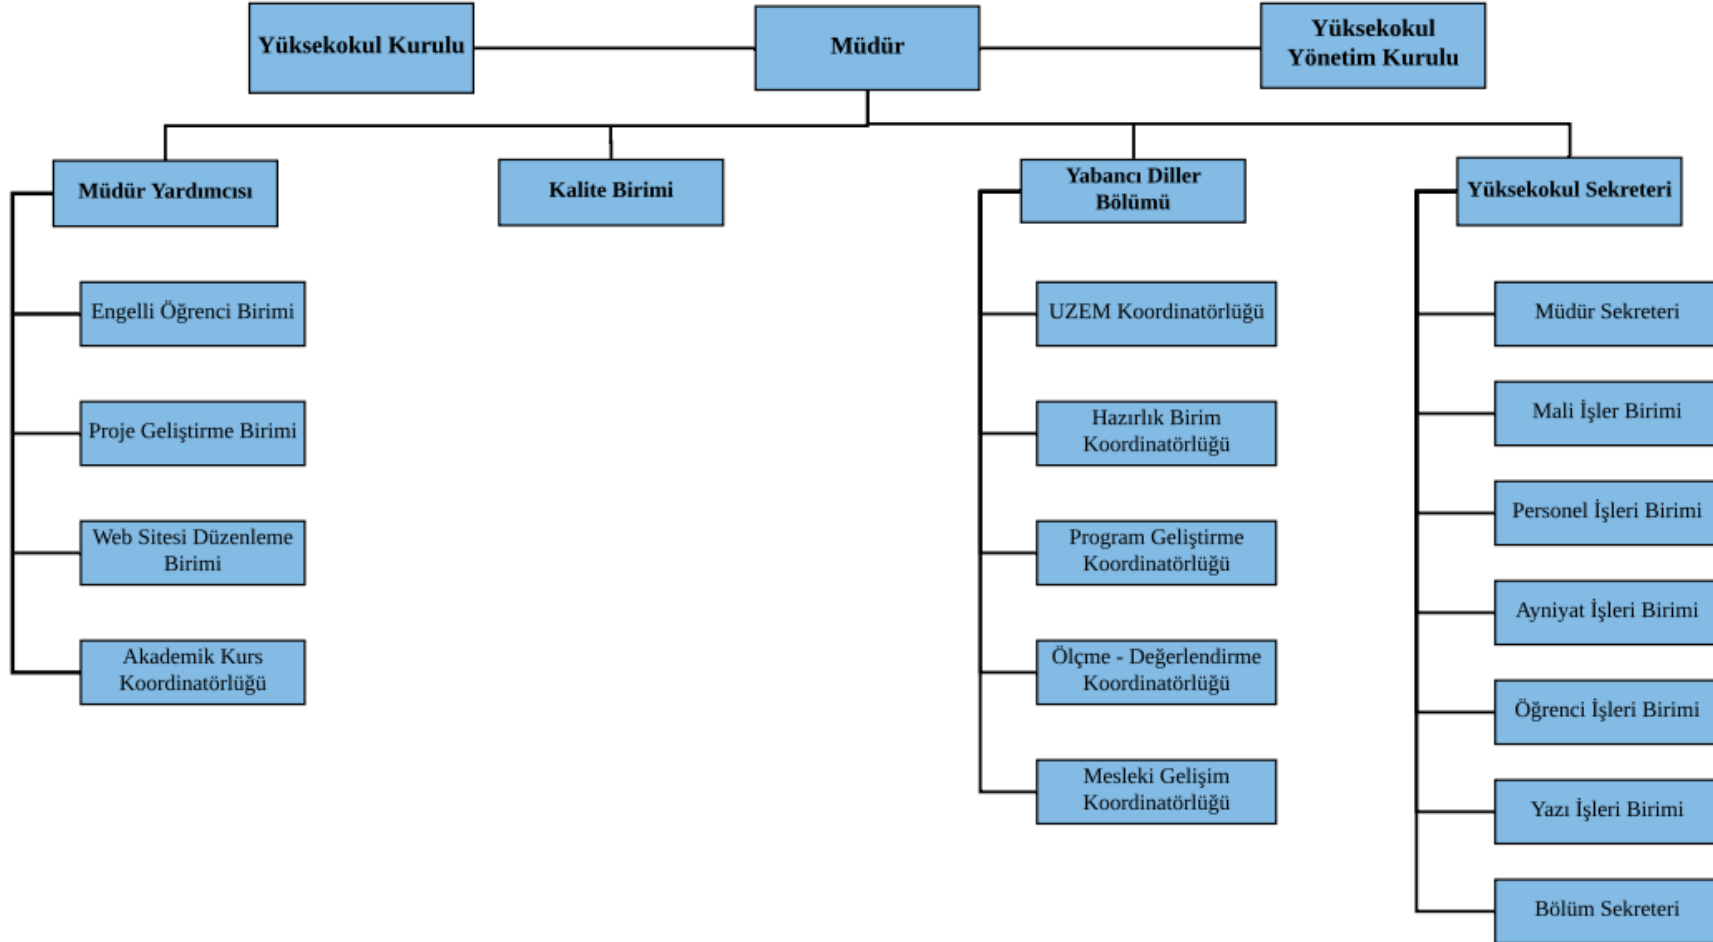 Yüksekokul Kurulu
Müdür
Yüksekokul
Yönetim Kurulu
Müdür Yardımcısı
Kalite Birimi
Yabancı Diller
Bölümü
Yüksekokul Sekreteri
Engelli Öğrenci Birimi
Proje Geliştirme Birimi
Web Sitesi Düzenleme
Birimi
Akademik Kurs
Koordinatörlüğü
UZEM Koordinatörlüğü
Hazırlık Birim
Koordinatörlüğü
Program Geliştirme
Koordinatörlüğü
Ölçme - Değerlendirme
Koordinatörlüğü
Mesleki Gelişim
Koordinatörlüğü
Müdür Sekreteri
Mali İşler Birimi
Personel İşleri Birimi
Ayniyat İşleri Birimi
Öğrenci İşleri Birimi
Yazı İşleri Birimi
Bölüm Sekreteri